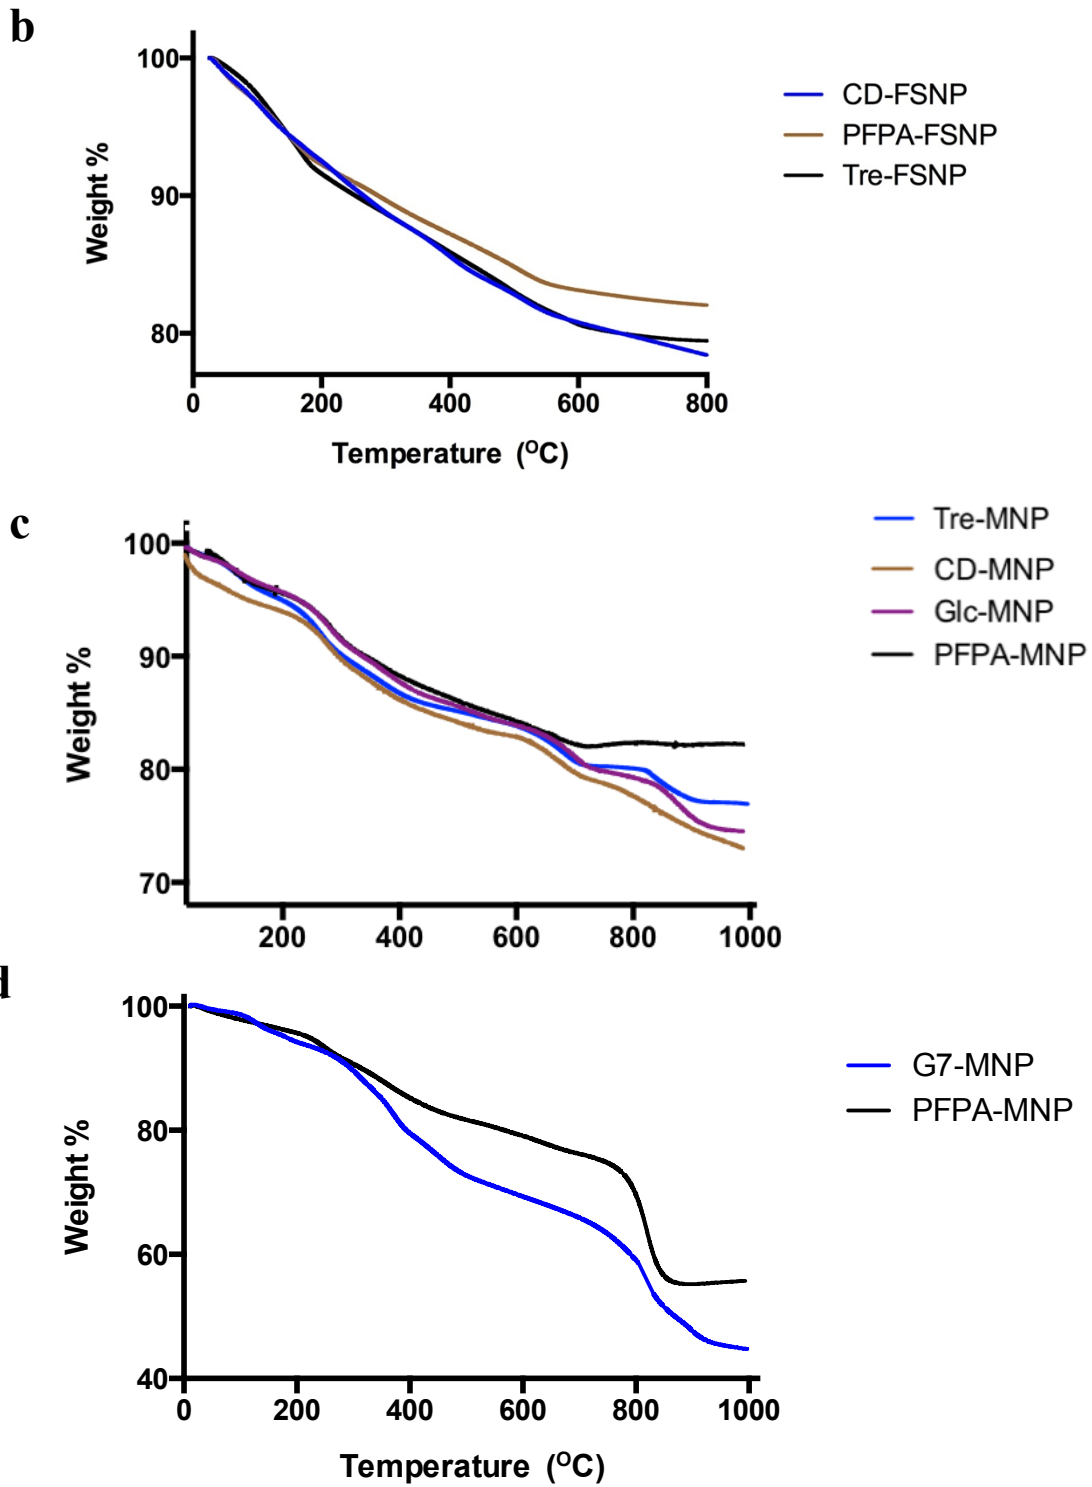 b
100
90
80
Weight %
0 200 400 600 800
Temperature (ᴼC)
CD-FSNP
PFPA-FSNP
Tre-FSNP
c
100
90
80
70
Weight %
200 400 600 800 1000
Tre-MNP
CD-MNP
Glc-MNP
PFPA-MNP
d
100
80
60
40
Weight %
0 200 400 600 800 1000
Temperature (ᴼC)
G7-MNP
PFPA-MNP